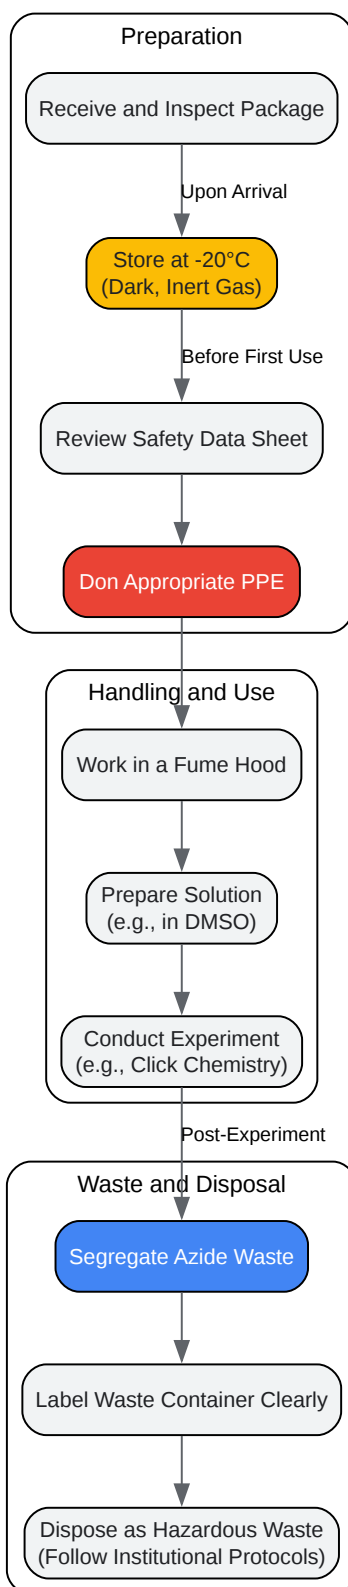 Preparation
Receive and Inspect Package
Upon Arrival
Store at -20°C
(Dark, Inert Gas)
Before First Use
Review Safety Data Sheet
Don Appropriate PPE
Handling and Use
Work in a Fume Hood
Prepare Solution
(e.g., in DMSO)
Conduct Experiment
(e.g., Click Chemistry)
Post-Experiment
Waste and Disposal
Segregate Azide Waste
Label Waste Container Clearly
Dispose as Hazardous Waste
(Follow Institutional Protocols)